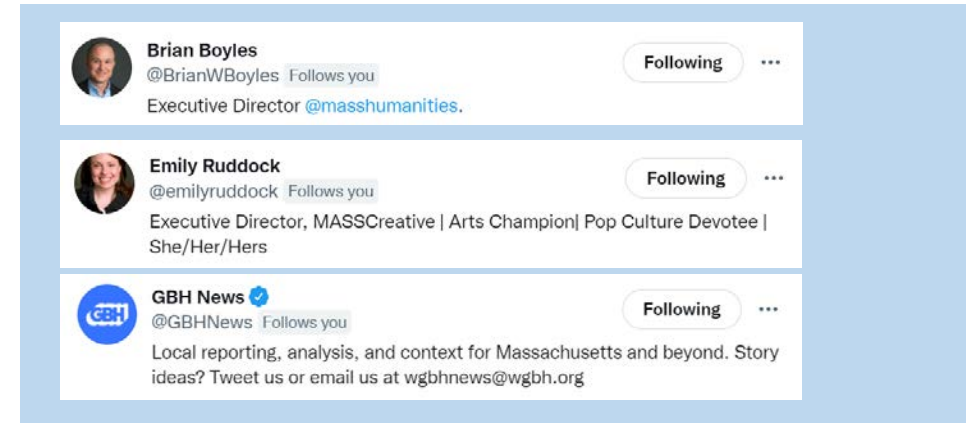 Brian Boyles
@BrianWBoyles Follows you
Following
Executive Director @masshumanities.
Emily Ruddock
@emilyruddock Follows you
Following
Executive Director, MASSCreative | Arts Champion| Pop Culture Devotee |
She/Her/Hers
GBH
GBH News
@GBHNews Follows you
Following
Local reporting, analysis, and context for Massachusetts and beyond. Story
ideas? Tweet us or email us at wgbhnews@wgbh.org